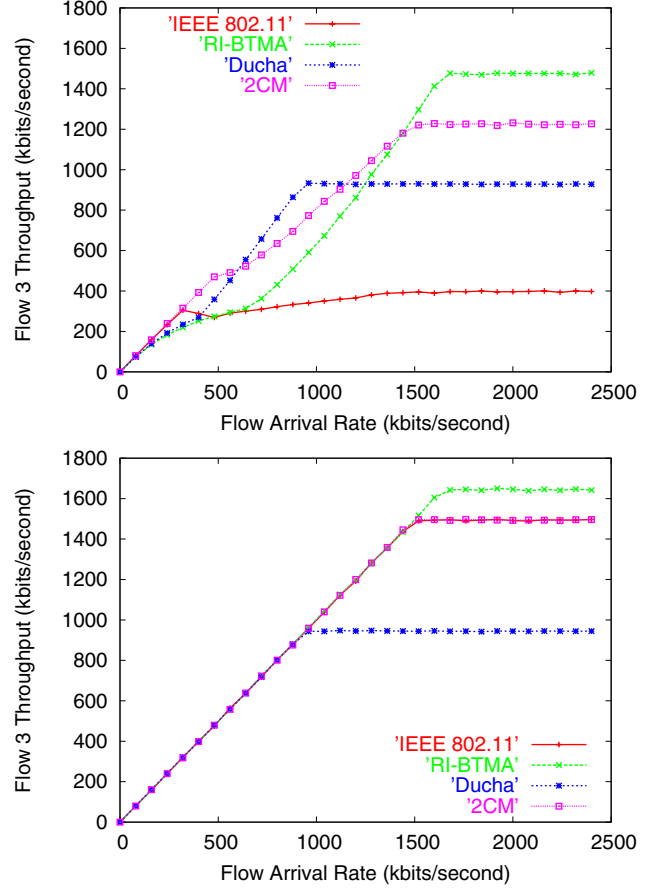 1800
1600
1400
1200
1000
800
600
400
200
0
Flow 3 Throughput (kbits/second)
'IEEE 802.11'
'RI-BTMA'
'Ducha'
'2CM'
0 500 1000 1500 2000 2500
Flow Arrival Rate (kbits/second)
1800
1600
1400
1200
1000
800
600
400
200
0
Flow 3 Throughput (kbits/second)
'IEEE 802.11'
'RI-BTMA'
'Ducha'
'2CM'
0 500 1000 1500 2000 2500
Flow Arrival Rate (kbits/second)